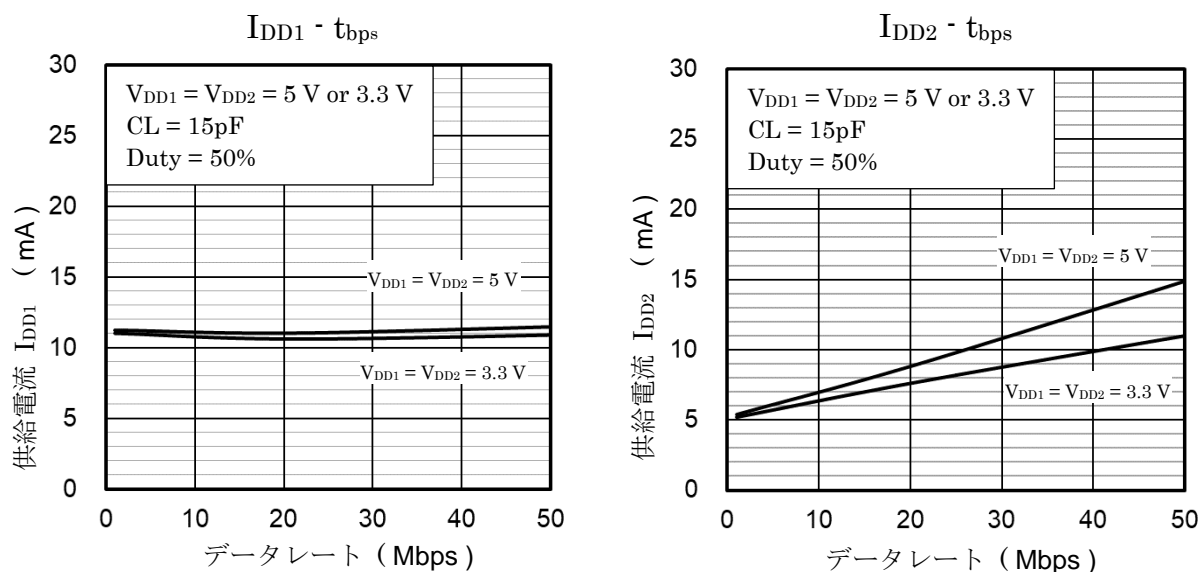 IDD1 - tbps
30
25
20
15
10
5
0
VDD1 = VDD2 = 5 V or 3.3 V
CL = 15pF
Duty = 50%
VDD1 = VDD2 = 5 V
VDD1 = VDD2 = 3.3 V
供給電流 IDD1 （mA）
0 10 20 30 40 50
データレート（Mbps）
IDD2 - tbps
30
25
20
15
10
5
0
VDD1 = VDD2 = 5 V or 3.3 V
CL = 15pF
Duty = 50%
VDD1 = VDD2 = 5 V
VDD1 = VDD2 = 3.3 V
供給電流 IDD2 （mA）
0 10 20 30 40 50
データレート（Mbps）